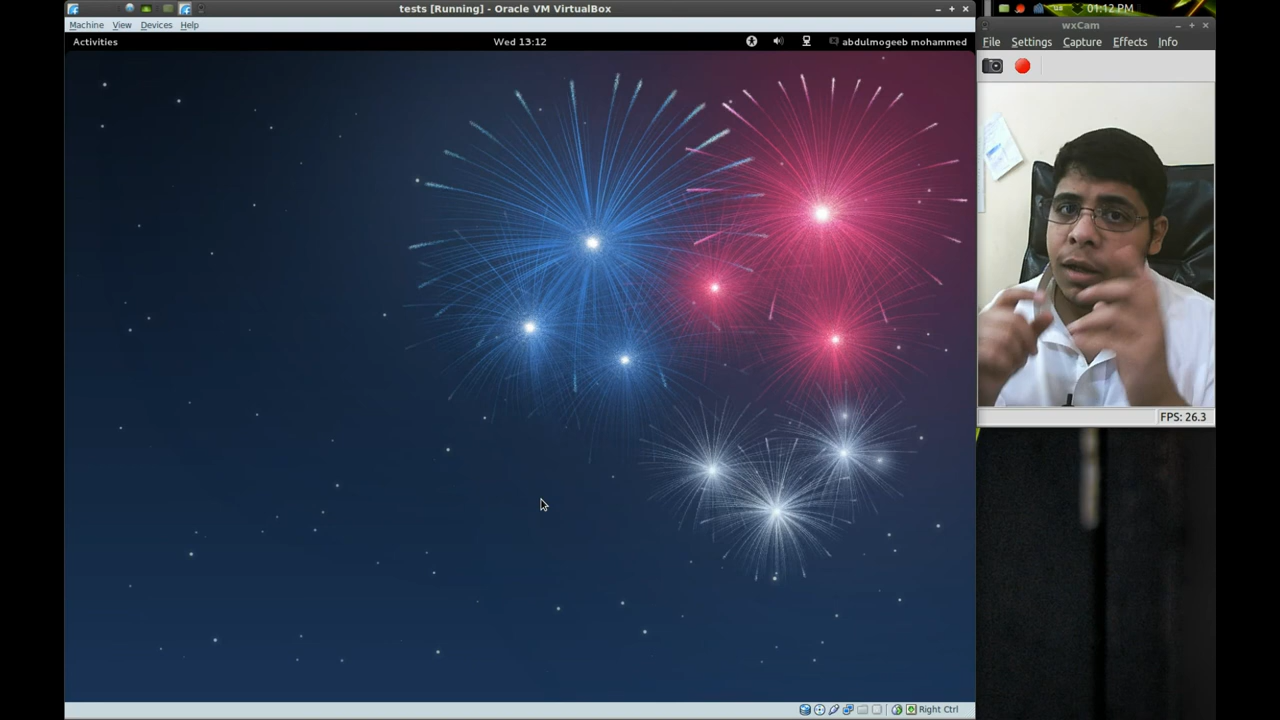 tests [Running] - Oracle VM VirtualBox
Machine View Devices Help
Activities
Wed 13:12
abdulmogeeb mohammed
Right Ctrl
01:12 PM
wxCam
File Settings Capture Effects Info
FPS: 26.3